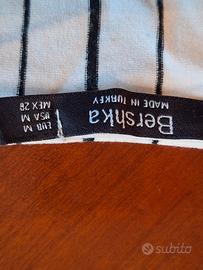 Bershka
MADE IN TURKEY
EUR M
USA M
MEX 28
subito